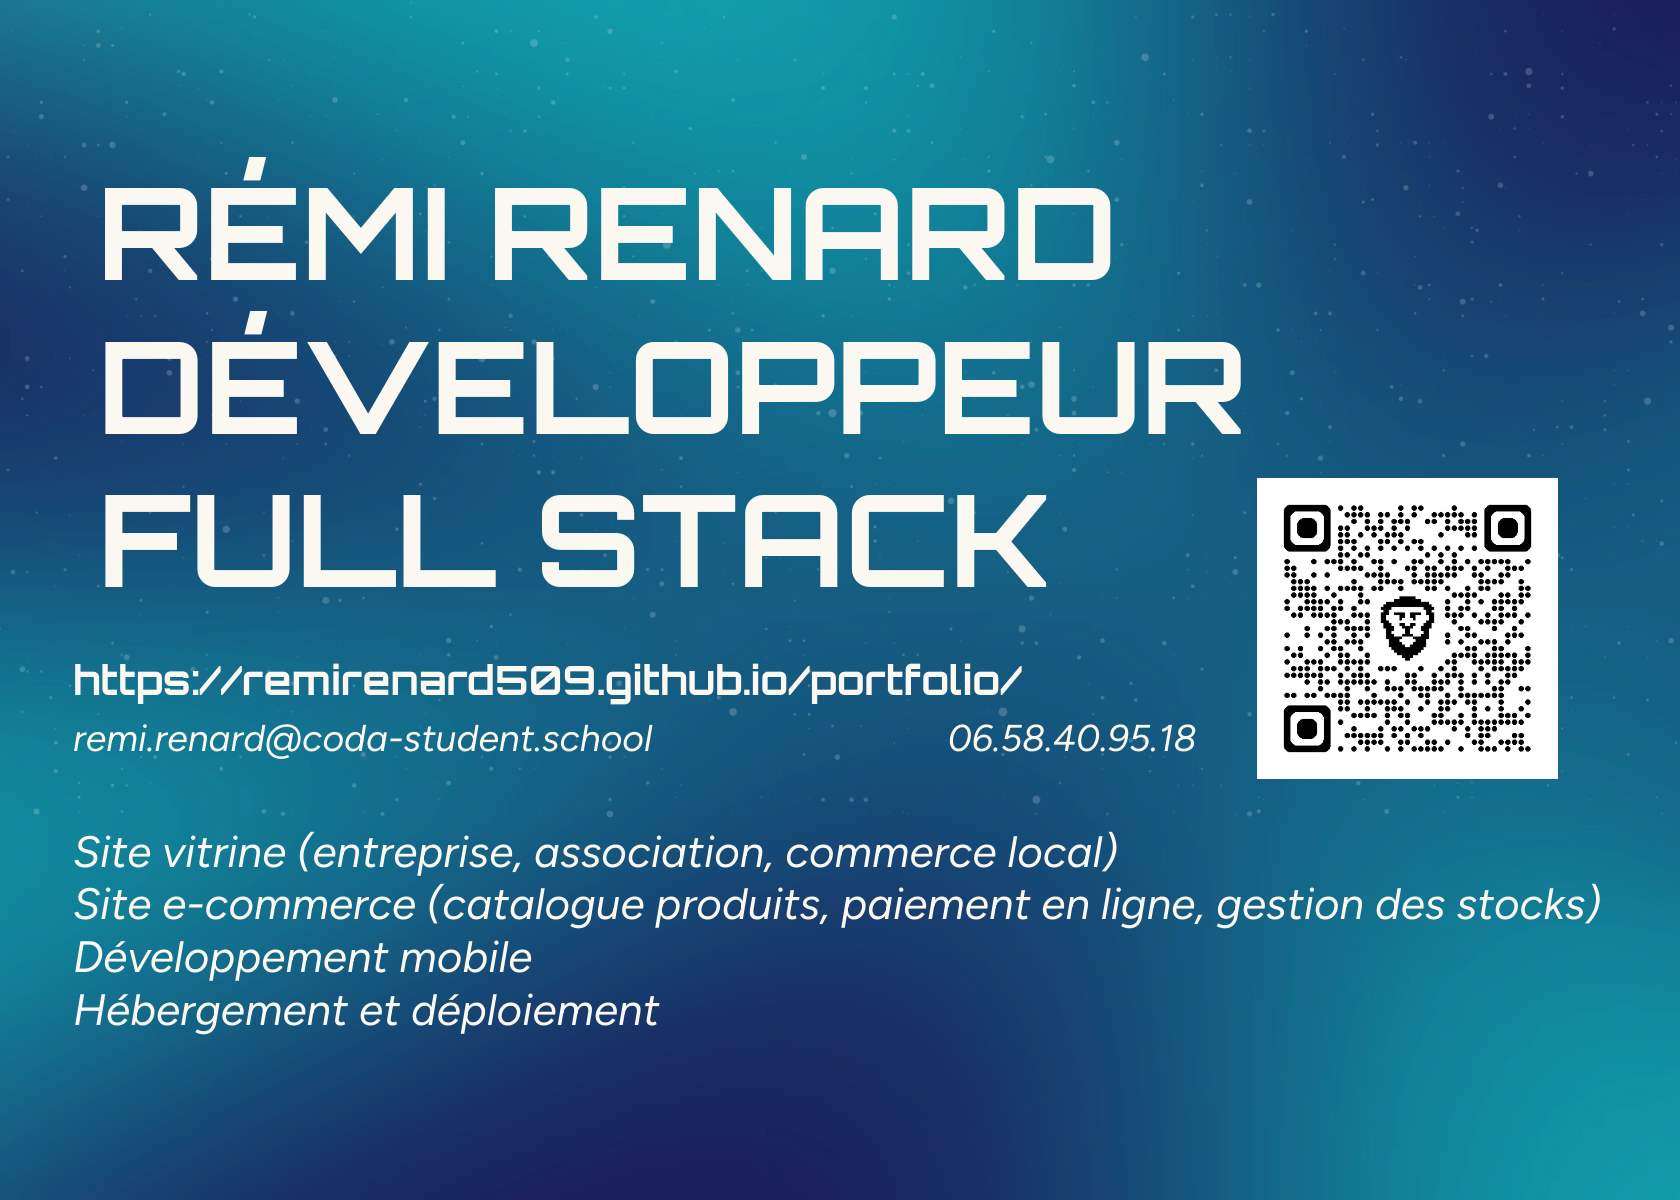 RÉMI RENARD
DÉVELOPPEUR
FULL STACK
https://remirenard509.github.io/portfolio/
remi.renard@coda-student.school 06.58.40.95.18
Site vitrine (entreprise, association, commerce local)
Site e-commerce (catalogue produits, paiement en ligne, gestion des stocks)
Développement mobile
Hébergement et déploiement